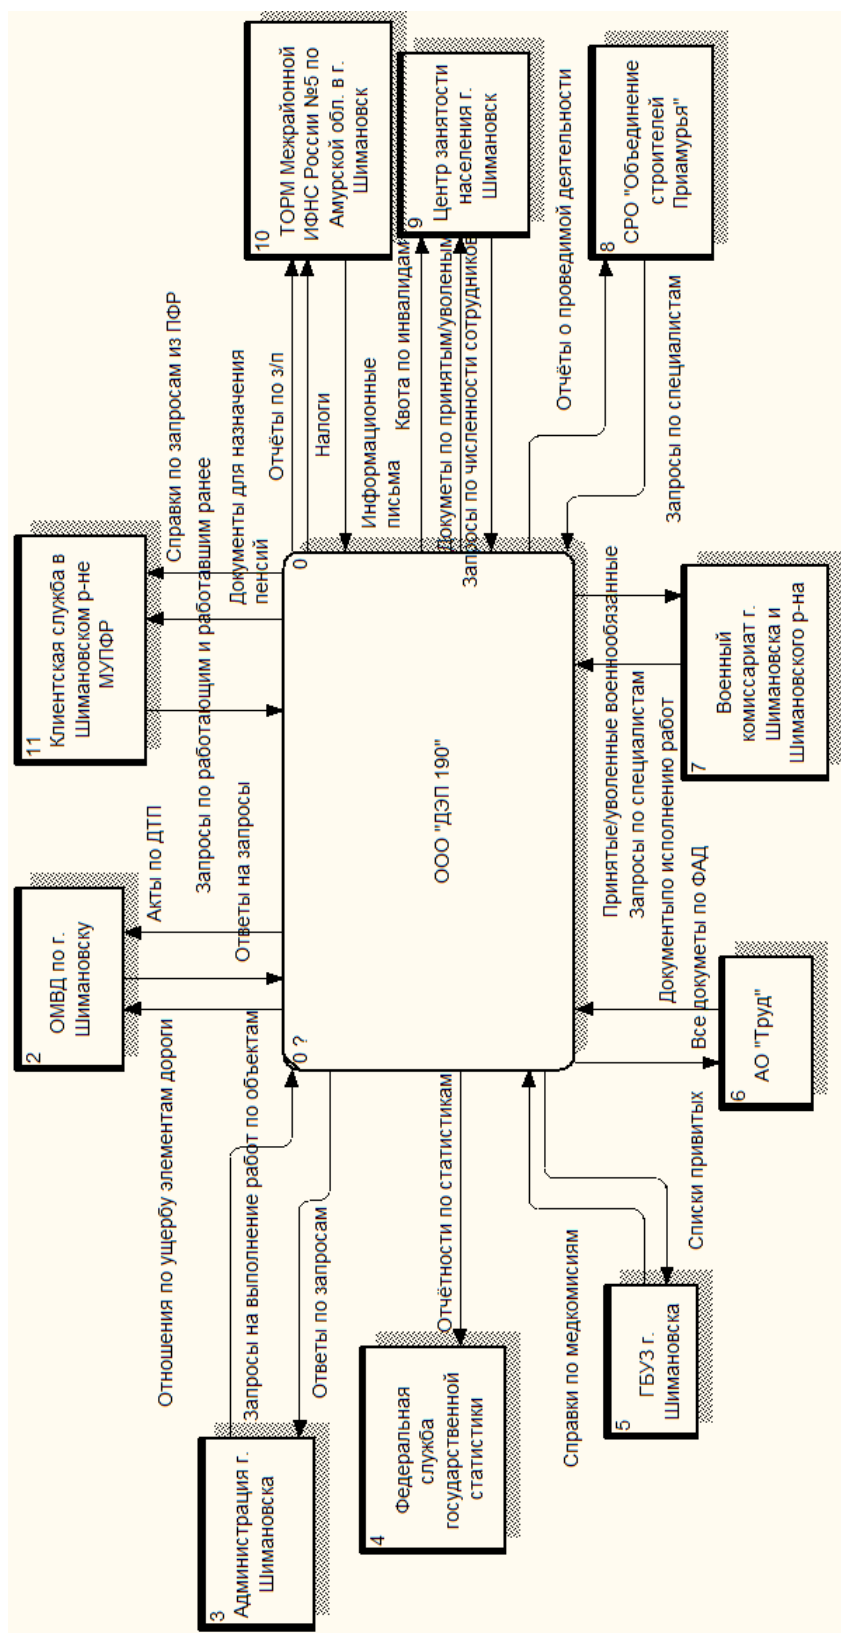 11
Клиентская служба в
Шимановском р-не
МУПФР
2
ОМВД по г.
Шимановску
Справки по запросам из ПФР
Запросы по работающим и работавшим ранее
Документы для назначения
пенсий
Акты по ДТП
Ответы на запросы
Отношения по ущербу элементам дороги
Запросы на выполнение работ по объектам
Ответы по запросам
3
Администрация г.
Шимановска
10
ТОРМ Межрайонной
ИФНС России №5 по
Амурской обл. в г.
Шимановск
Отчёты по з/п
Налоги
Информационные
письма
0
0 ?
ООО "ДЭП 190"
9
Центр занятости
населения г.
Шимановск
Квота по инвалидам
Докуметы по принятым/уволеным
Запросы по численности сотрудников
Отчётности по статистикам
4
Федеральная
служба
государственной
статистики
8
СРО "Объединение
строителей
Приамурья"
Отчёты о проведимой деятельности
Запросы по специалистам
Принятые/уволенные военнообязанные
Запросы по специалистам
7
Военный
комиссариат г.
Шимановска и
Шимановского р-на
Документыпо исполнению работ
Все докуметы по ФАД
6
АО "Труд"
Справки по медкомисиям
Списки привитых
5
ГБУЗ г.
Шимановска